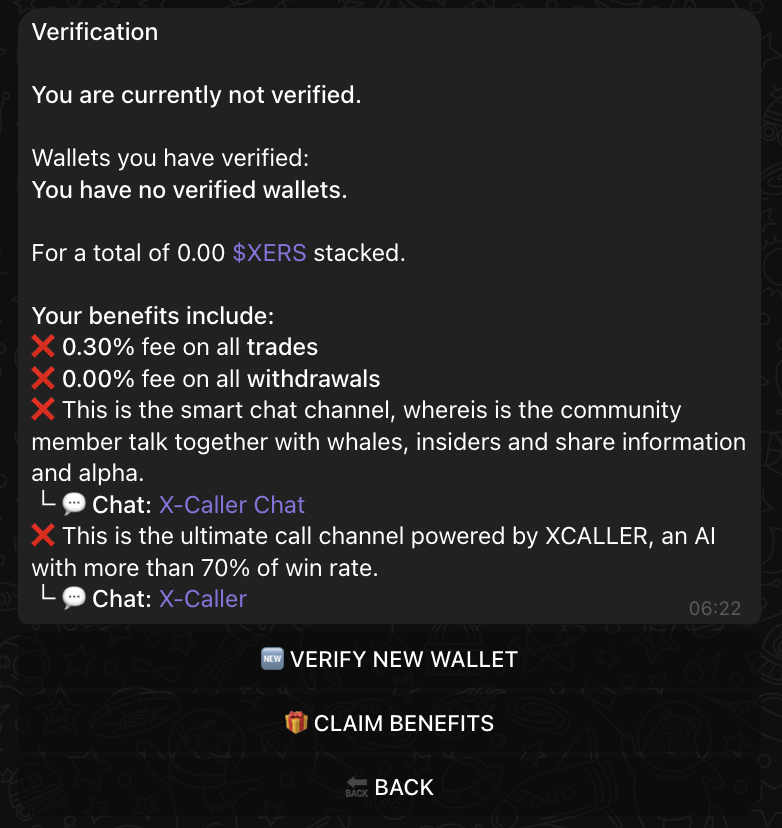 Verification
You are currently not verified.
Wallets you have verified:
You have no verified wallets.
For a total of 0.00 $XERS stacked.
Your benefits include:
❌ 0.30% fee on all trades
❌ 0.00% fee on all withdrawals
❌ This is the smart chat channel, whereis is the community
member talk together with whales, insiders and share information
and alpha.
└ 💬 Chat: X-Caller Chat
❌ This is the ultimate call channel powered by XCALLER, an AI
with more than 70% of win rate.
└ 💬 Chat: X-Caller
06:22
🆕 VERIFY NEW WALLET
🎁 CLAIM BENEFITS
🔙 BACK